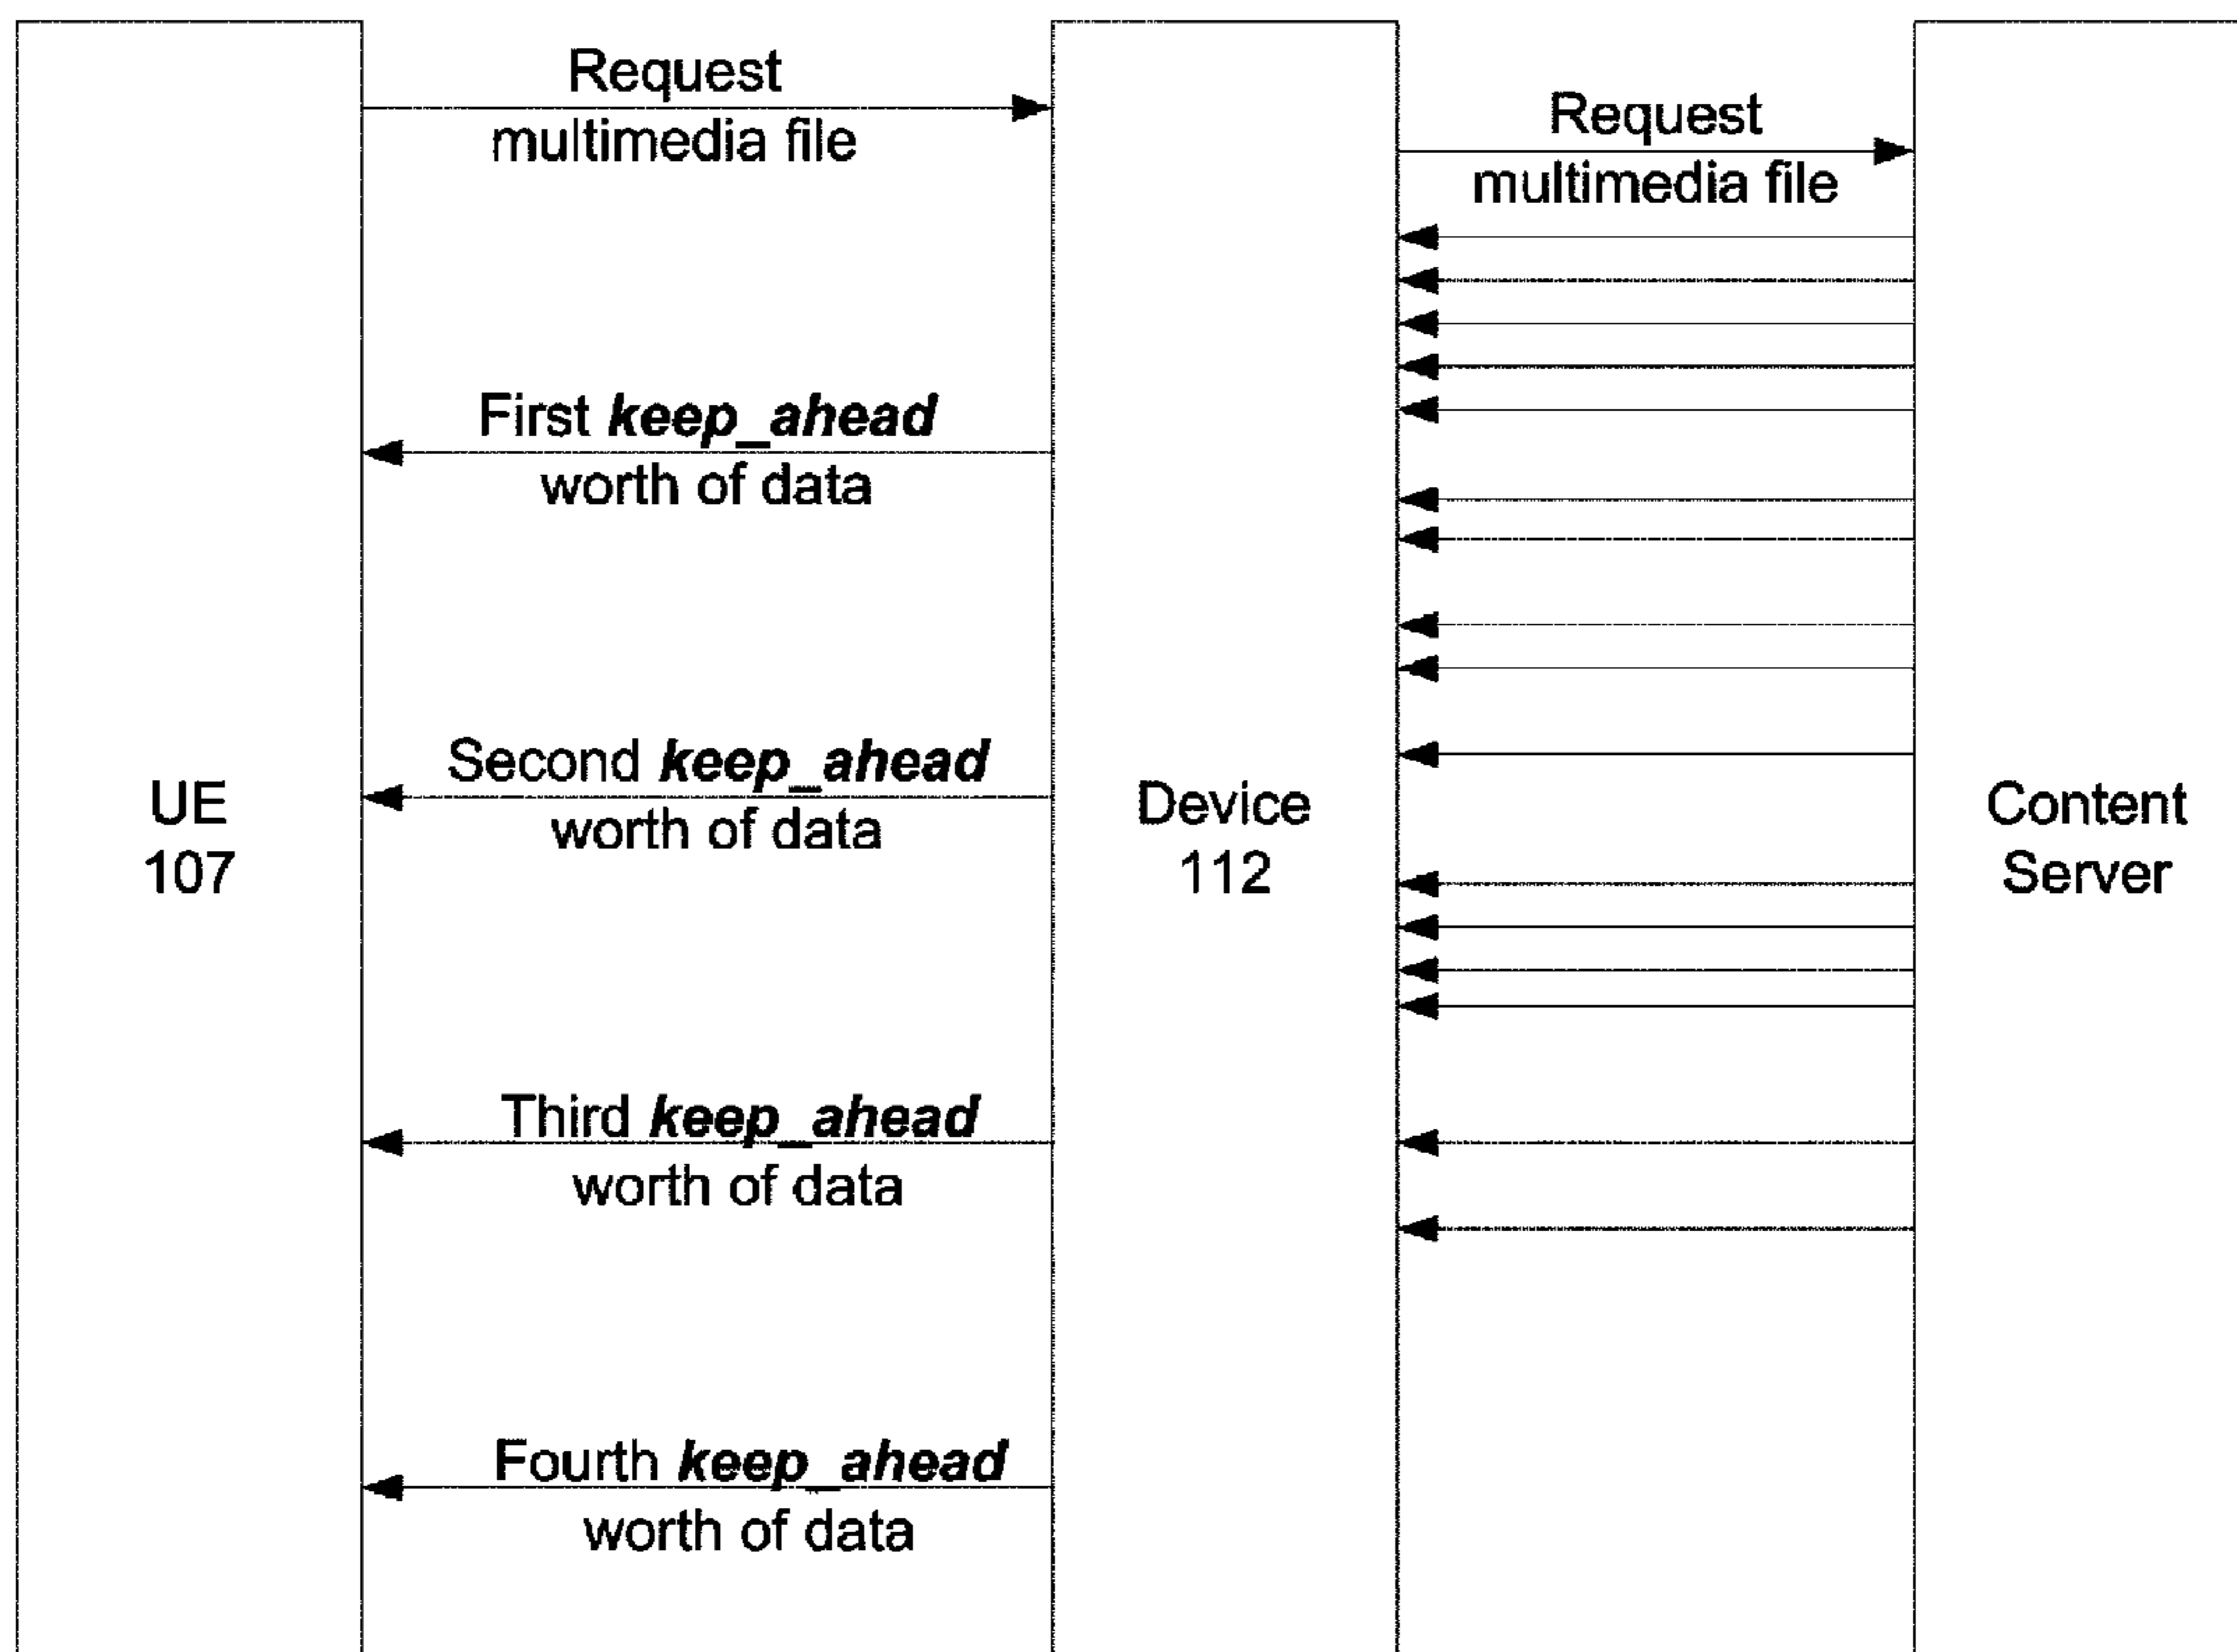 Request
multimedia file
Request
multimedia file
First keep_ahead
worth of data
Second keep_ahead
worth of data
UE
107
Device
112
Content
Server
Third keep_ahead
worth of data
Fourth keep_ahead
worth of data